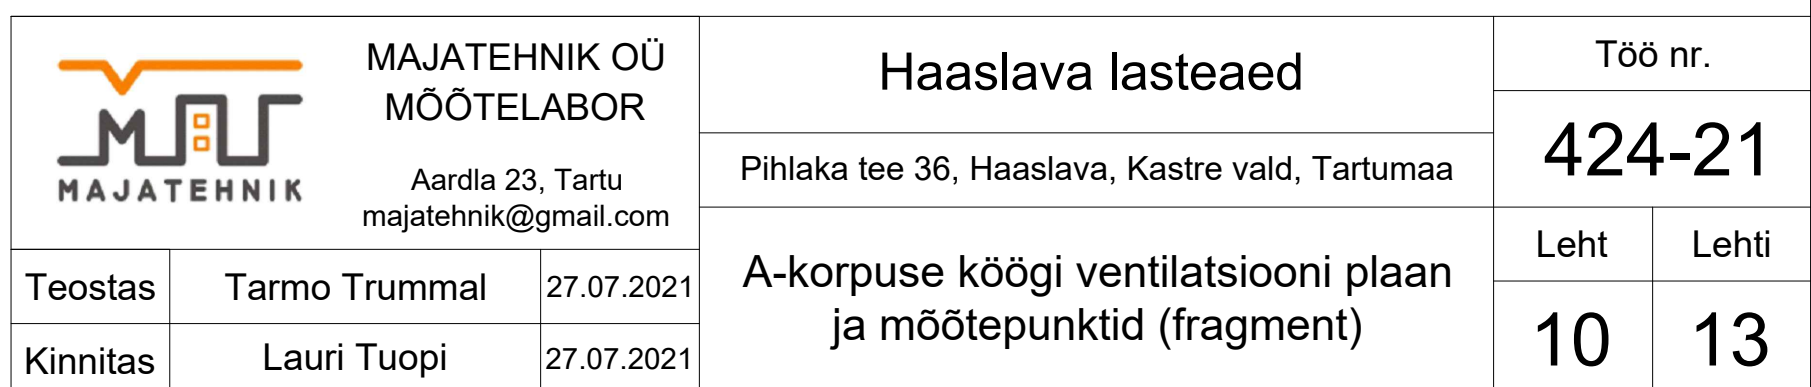 MAJATEHNIK
MAJATEHNIK OÜ
MÕÕTELABOR
Aardla 23, Tartu
majatehnik@gmail.com
Teostas Tarmo Trummal 27.07.2021
Kinnitas Lauri Tuopi 27.07.2021
Haaslava lasteaed
Pihlaka tee 36, Haaslava, Kastre vald, Tartumaa
A-korpuse köögi ventilatsiooni plaan
ja mõõtepunktid (fragment)
Töö nr.
424-21
Leht Lehti
10 13